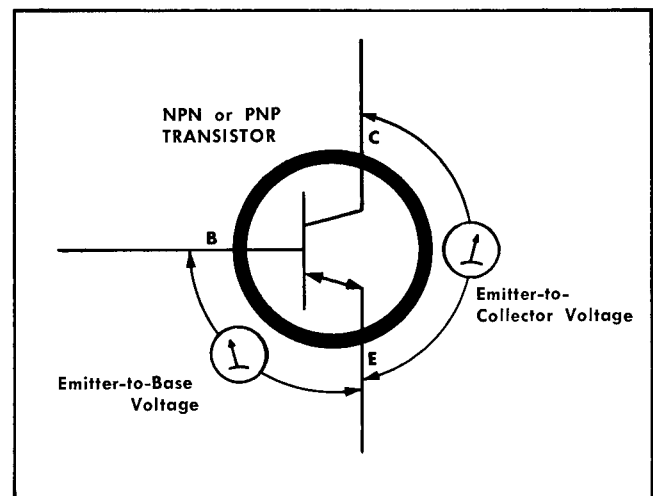 NPN or PNP
TRANSISTOR
C
B
Emitter-to-
Collector Voltage
E
Emitter-to-Base
Voltage